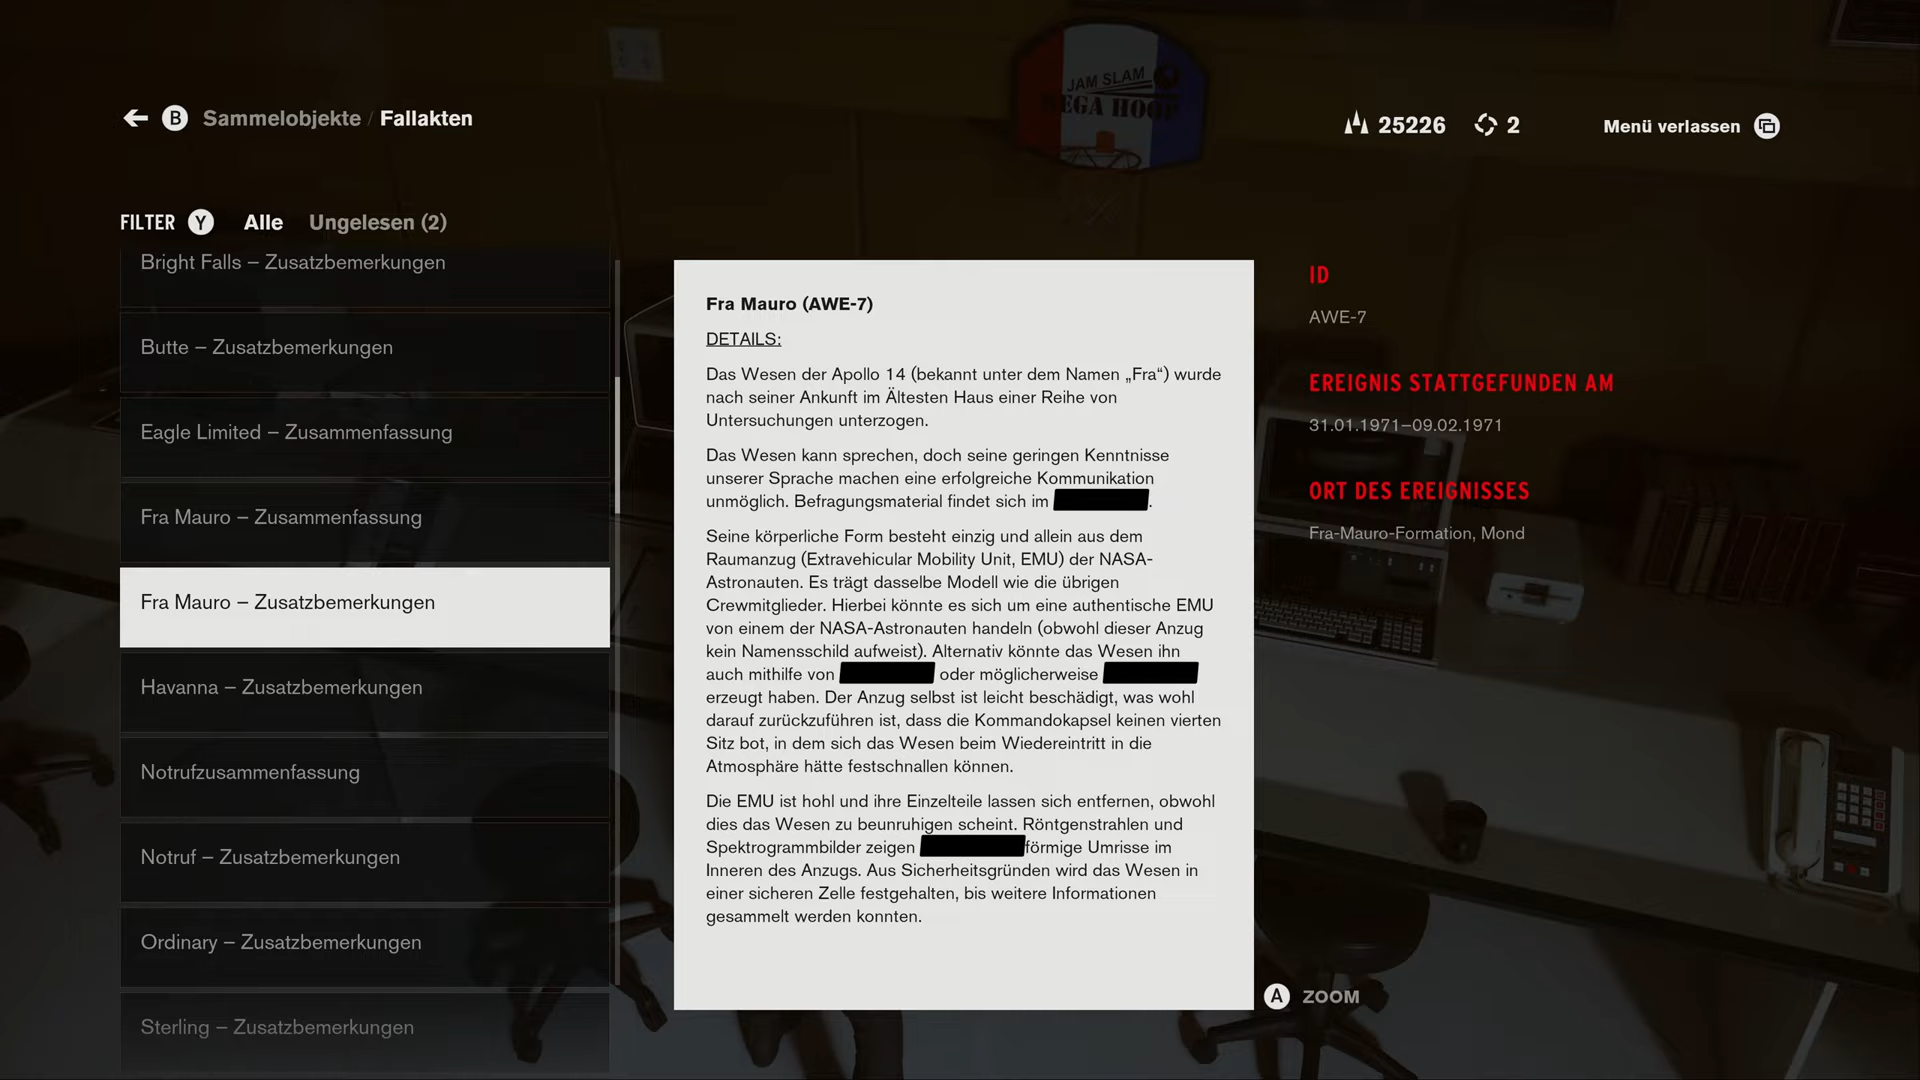 B Sammelobjekte / Fallakten
25226 2 Menü verlassen
JAM SLAM
MEGA HOOP
FILTER Y Alle Ungelesen (2)
Bright Falls – Zusatzbemerkungen
Butte – Zusatzbemerkungen
Eagle Limited – Zusammenfassung
Fra Mauro – Zusammenfassung
Fra Mauro – Zusatzbemerkungen
Havanna – Zusatzbemerkungen
Notrufzusammenfassung
Notruf – Zusatzbemerkungen
Ordinary – Zusatzbemerkungen
Sterling – Zusatzbemerkungen
Fra Mauro (AWE-7)
DETAILS:
Das Wesen der Apollo 14 (bekannt unter dem Namen „Fra“) wurde
nach seiner Ankunft im Ältesten Haus einer Reihe von
Untersuchungen unterzogen.
Das Wesen kann sprechen, doch seine geringen Kenntnisse
unserer Sprache machen eine erfolgreiche Kommunikation
unmöglich. Befragungsmaterial findet sich im .
Seine körperliche Form besteht einzig und allein aus dem
Raumanzug (Extravehicular Mobility Unit, EMU) der NASA-
Astronauten. Es trägt dasselbe Modell wie die übrigen
Crewmitglieder. Hierbei könnte es sich um eine authentische EMU
von einem der NASA-Astronauten handeln (obwohl dieser Anzug
kein Namensschild aufweist). Alternativ könnte das Wesen ihn
auch mithilfe von oder möglicherweise
erzeugt haben. Der Anzug selbst ist leicht beschädigt, was wohl
darauf zurückzuführen ist, dass die Kommandokapsel keinen vierten
Sitz bot, in dem sich das Wesen beim Wiedereintritt in die
Atmosphäre hätte festschnallen können.
Die EMU ist hohl und ihre Einzelteile lassen sich entfernen, obwohl
dies das Wesen zu beunruhigen scheint. Röntgenstrahlen und
Spektrogrammbilder zeigen förmige Umrisse im
Inneren des Anzugs. Aus Sicherheitsgründen wird das Wesen in
einer sicheren Zelle festgehalten, bis weitere Informationen
gesammelt werden konnten.
ID
AWE-7
EREIGNIS STATTGEFUNDEN AM
31.01.1971–09.02.1971
ORT DES EREIGNISSES
Fra-Mauro-Formation, Mond
A ZOOM